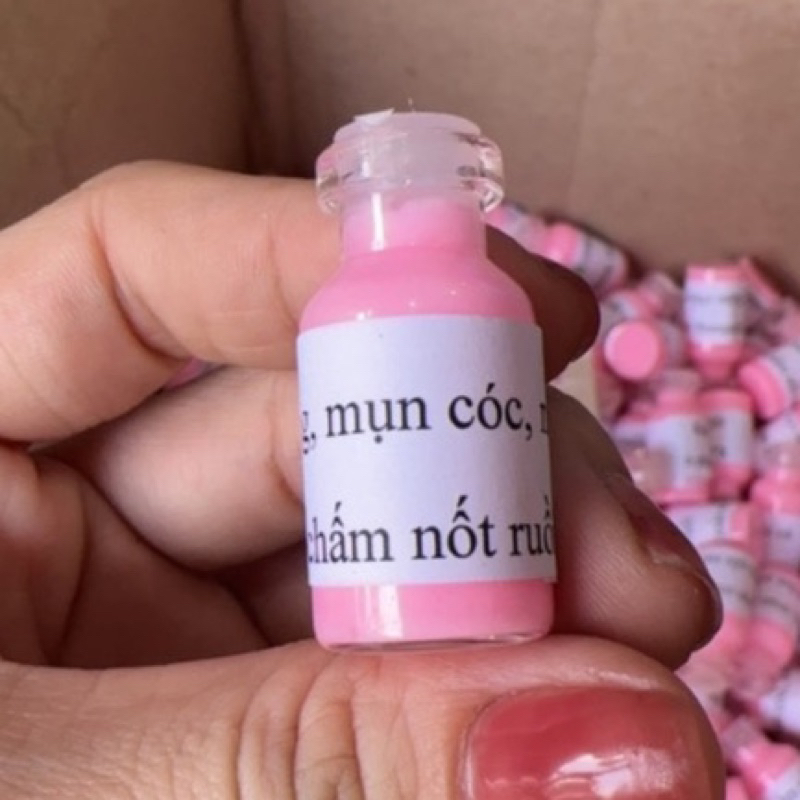 mụn cóc,
chấm nốt ruồ